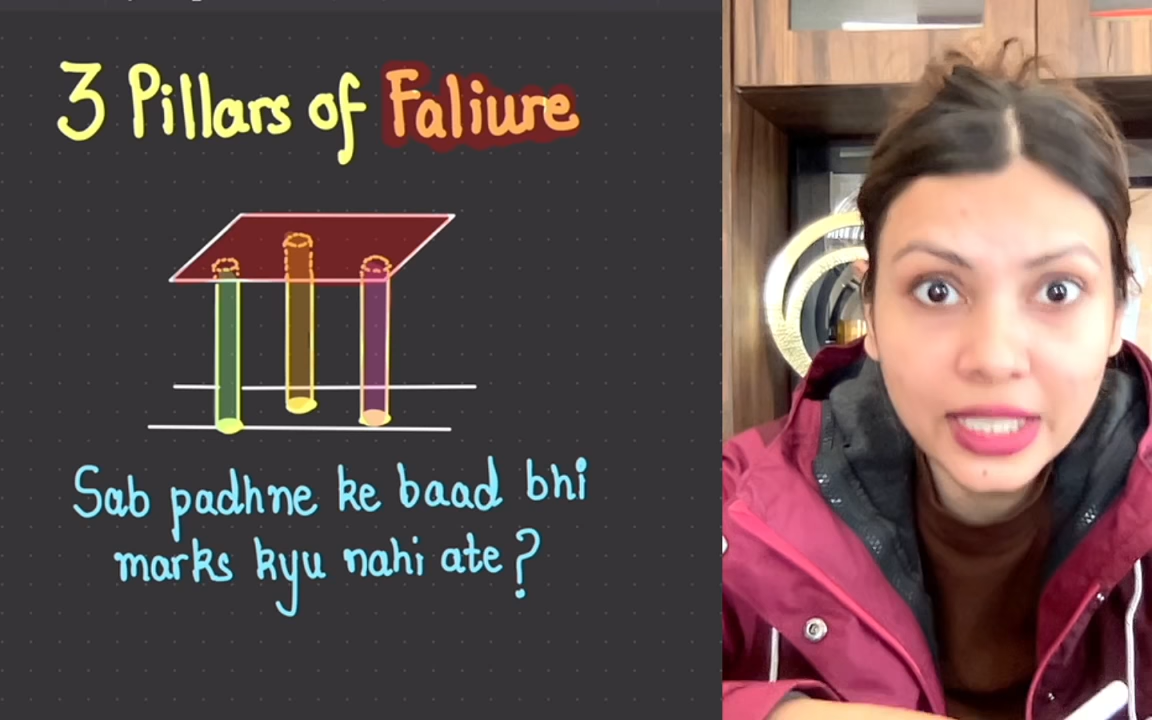 3 Pillars of Faliure
Sab padhne ke baad bhi
marks kyu nahi ate?